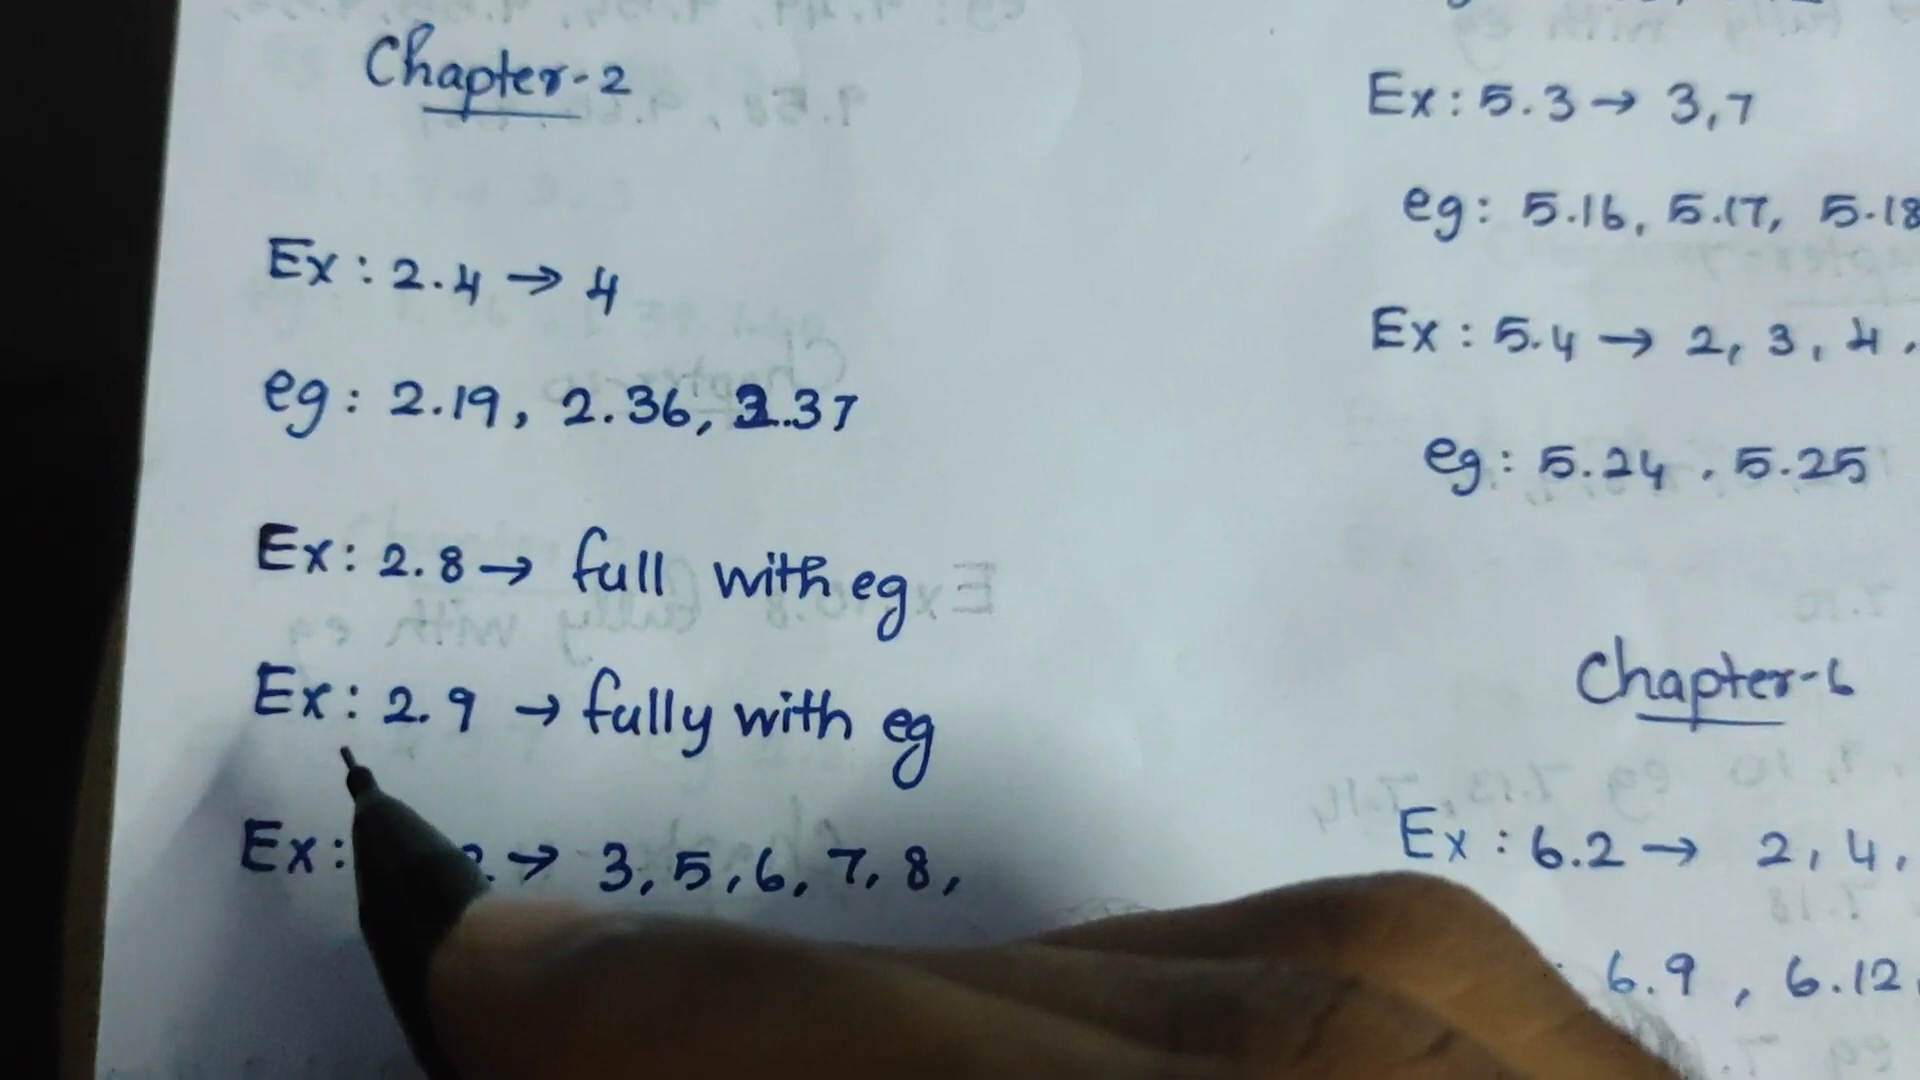 Chapter-2
Ex: 2.4 → 4
eg: 2.19, 2.36, 2.37
Ex: 2.8 → full with eg
Ex: 2.9 → fully with eg
Ex: 2 → 3, 5, 6, 7, 8,
Ex: 5.3 → 3, 7
eg: 5.16, 5.17, 5.18
Ex: 5.4 → 2, 3, 4,
eg: 5.24, 5.25
Chapter-6
Ex: 6.2 → 2, 4,
6.9, 6.12,